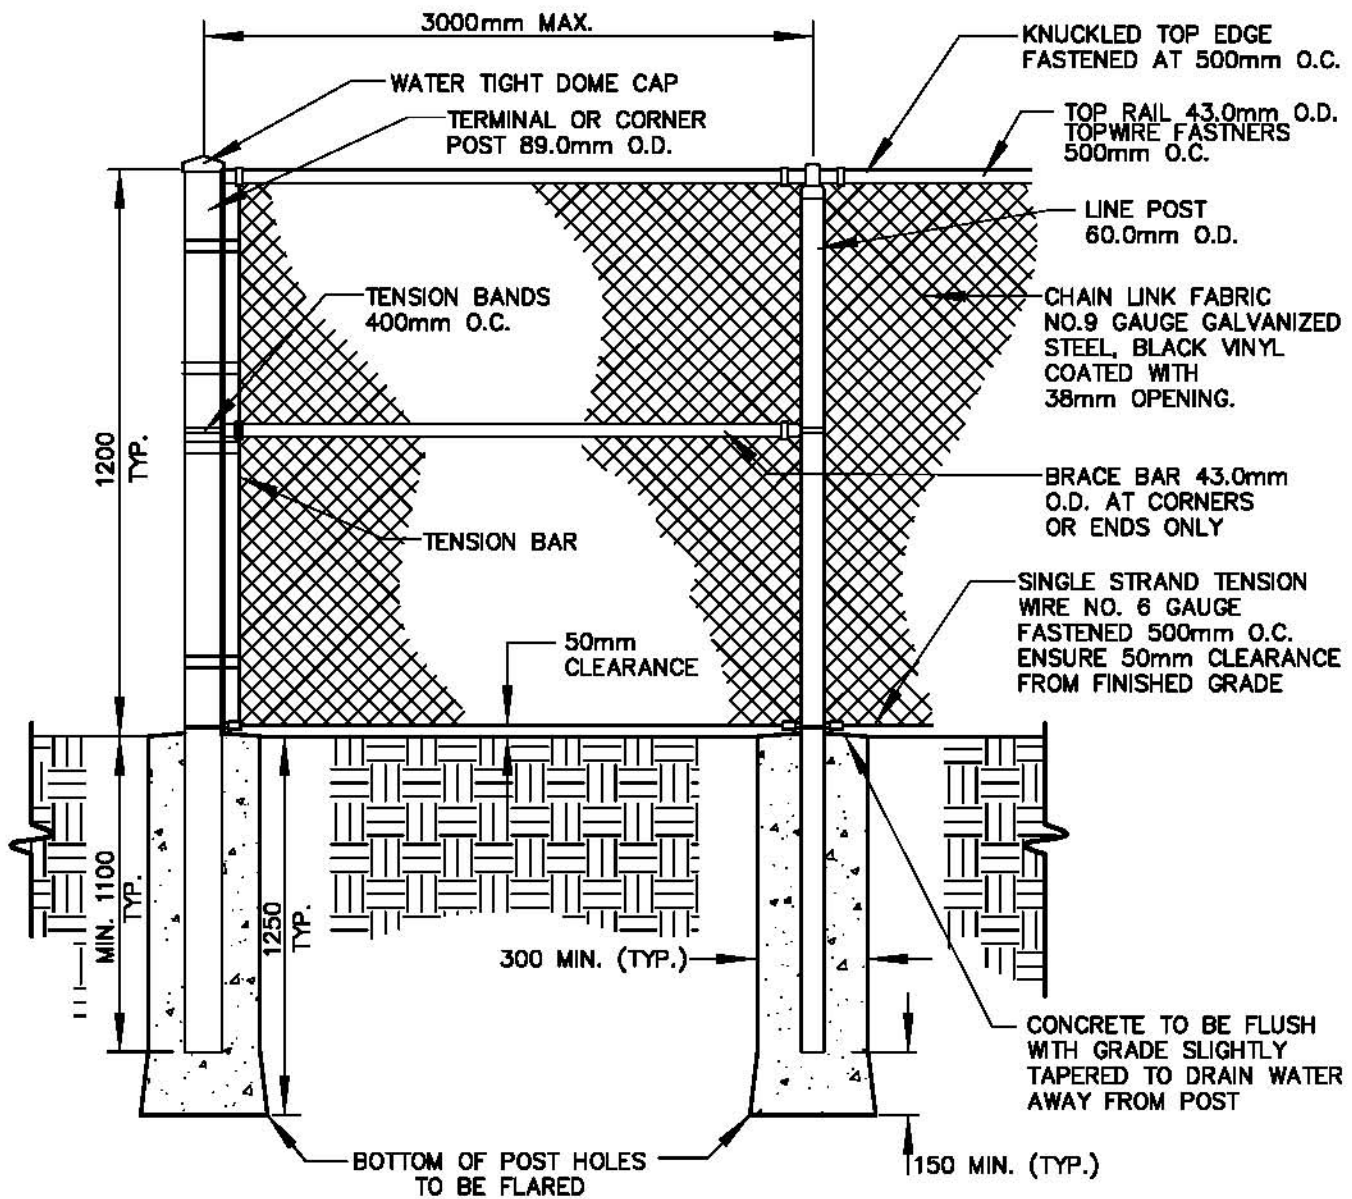 3000mm MAX.
KNUCKLED TOP EDGE
FASTENED AT 500mm O.C.
WATER TIGHT DOME CAP
TERMINAL OR CORNER
POST 89.0mm O.D.
TOP RAIL 43.0mm O.D.
TOPWIRE FASTNERS
500mm O.C.
LINE POST
60.0mm O.D.
TENSION BANDS
400mm O.C.
CHAIN LINK FABRIC
NO.9 GAUGE GALVANIZED
STEEL, BLACK VINYL
COATED WITH
38mm OPENING.
1200
TYP.
BRACE BAR 43.0mm
O.D. AT CORNERS
OR ENDS ONLY
TENSION BAR
SINGLE STRAND TENSION
WIRE NO. 6 GAUGE
FASTENED 500mm O.C.
ENSURE 50mm CLEARANCE
FROM FINISHED GRADE
50mm
CLEARANCE
MIN. 1100
TYP.
1250
TYP.
300 MIN. (TYP.)
CONCRETE TO BE FLUSH
WITH GRADE SLIGHTLY
TAPERED TO DRAIN WATER
AWAY FROM POST
BOTTOM OF POST HOLES
TO BE FLARED
150 MIN. (TYP.)